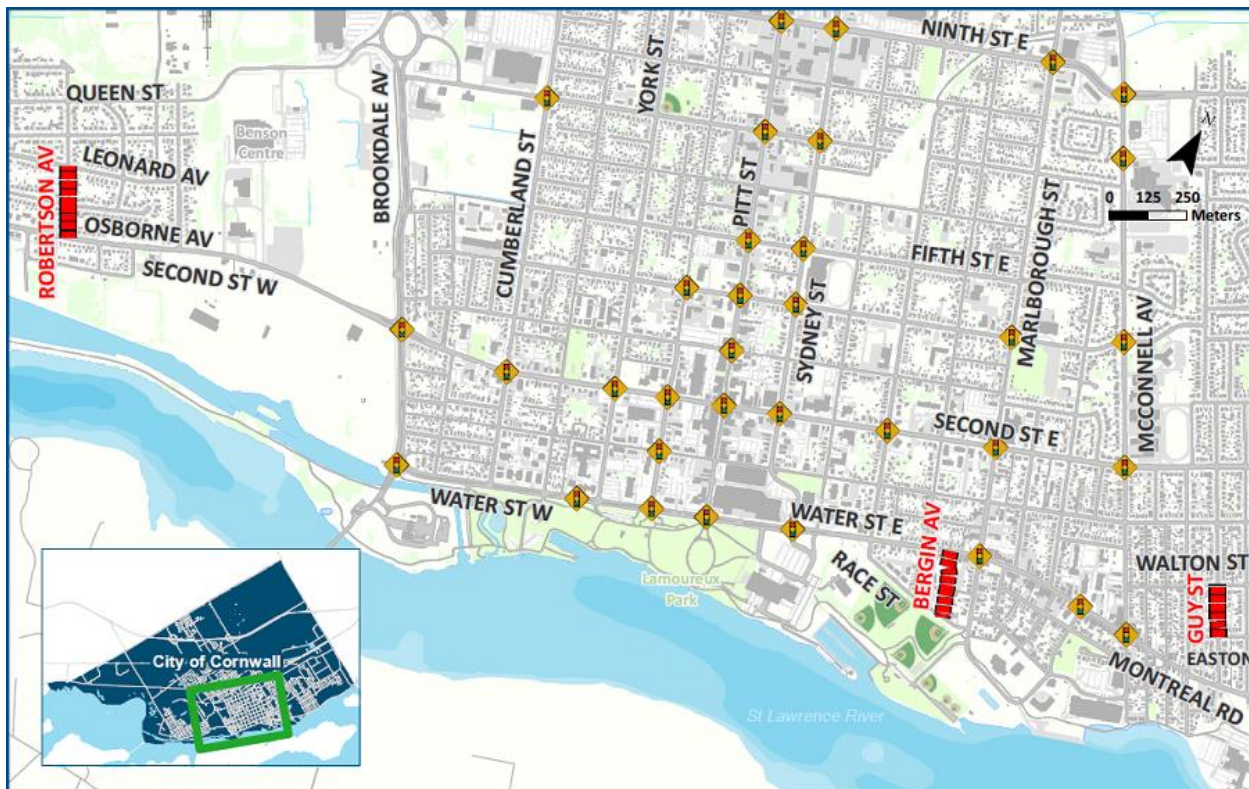 NINTH ST E
YORK ST
QUEEN ST
BROOKDALE AV
CUMBERLAND ST
Benson
Centre
LEONARD AV
ROBERTSON AV
OSBORNE AV
SECOND ST W
PITT ST
SYDNEY ST
MARLBOROUGH ST
N
0 125 250
Meters
FIFTH ST E
MCCONNELL AV
SECOND ST E
WATER ST W
WATER ST E
Lamoureux
Park
RACE ST
BERGIN AV
WALTON ST
GUY ST
EASTON
MONTREAL RD
St Lawrence River
City of Cornwall